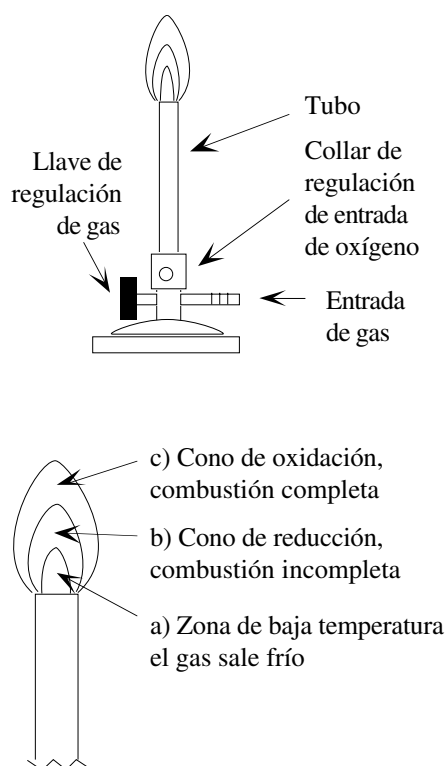 Tubo
Llave de
regulación
de gas
Collar de
regulación
de entrada
de oxígeno
Entrada
de gas
c) Cono de oxidación,
combustión completa
b) Cono de reducción,
combustión incompleta
a) Zona de baja temperatura
el gas sale frío